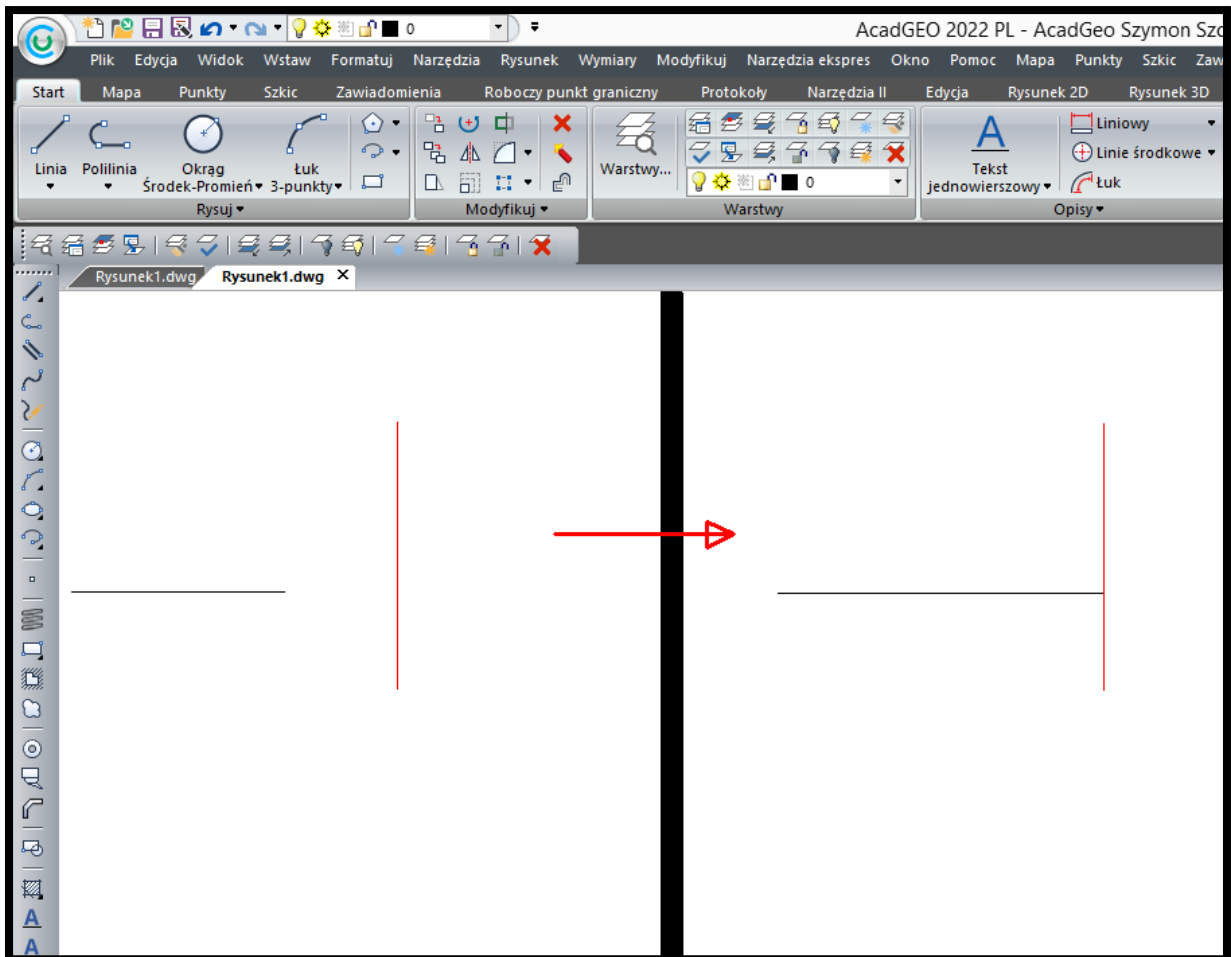 0
AcadGEO 2022 PL - AcadGeo Szymon
Plik Edycja Widok Wstaw Formatuj Narzędzia Rysunek Wymiary Modyfikuj Narzędzia ekspres Okno Pomoc Mapa Punkty Szkic Zaw
Start Mapa Punkty Szkic Zawiadomienia Roboczy punkt graniczny Protokoły Narzędzia II Edycja Rysunek 2D Rysunek 3D
Linia Polilinia Okrąg Środek-Promień Łuk 3-punkty
Rysuj
Modyfikuj
Warstwy...
0
Warstwy
A
Tekst jednowierszowy
Liniowy
Linie środkowe
Łuk
Opisy
Rysunek1.dwg Rysunek1.dwg X
A
A